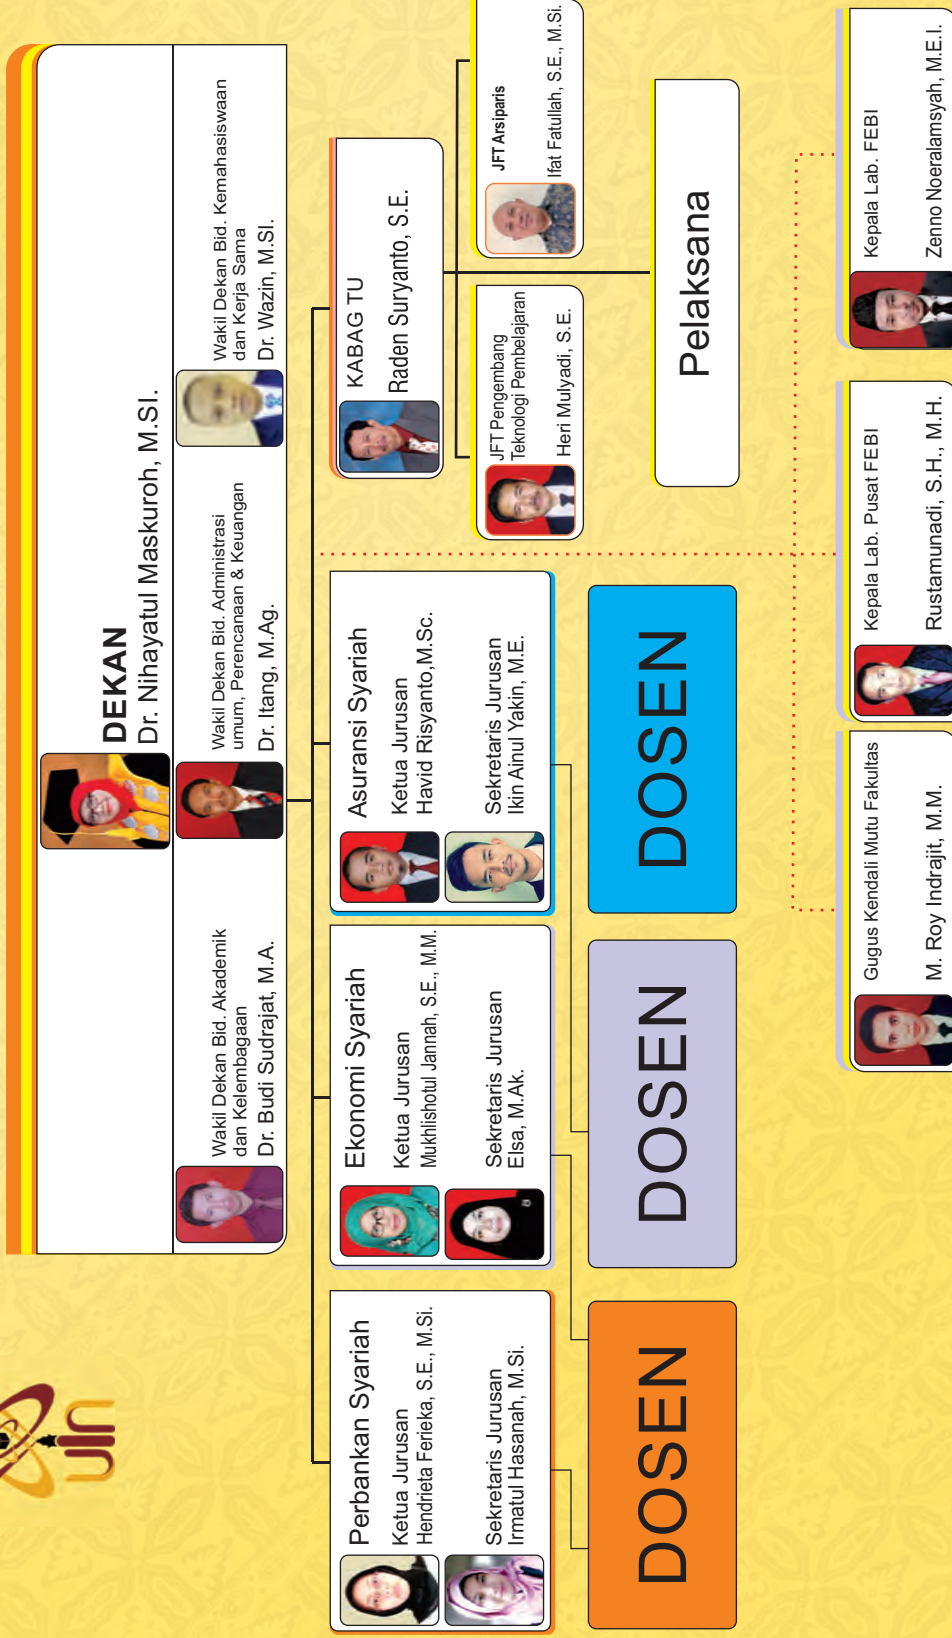 uin
DEKAN
Dr. Nihayatul Maskuroh, M.SI.
Wakil Dekan Bid. Akademik
dan Kelembagaan
Dr. Budi Sudrajat, M.A.
Wakil Dekan Bid. Administrasi
umum, Perencanaan & Keuangan
Dr. Itang, M.Ag.
Wakil Dekan Bid. Kemahasiswaan
dan Kerja Sama
Dr. Wazin, M.SI.
Perbankan Syariah
Ketua Jurusan
Hendrieta Ferieka, S.E., M.Si.
Sekretaris Jurusan
Irmatul Hasanah, M.Si.
Ekonomi Syariah
Ketua Jurusan
Mukhlishotul Jannah, S.E., M.M.
Sekretaris Jurusan
Elsa, M.Ak.
Asuransi Syariah
Ketua Jurusan
Havid Risyanto,M.Sc.
Sekretaris Jurusan
Ikin Ainul Yakin, M.E.
KABAG TU
Raden Suryanto, S.E.
JFT Pengembang
Teknologi Pembelajaran
Heri Mulyadi, S.E.
JFT Arsiparis
Ifat Fatullah, S.E., M.Si.
DOSEN
DOSEN
DOSEN
Pelaksana
Gugus Kendali Mutu Fakultas
M. Roy Indrajit, M.M.
Kepala Lab. Pusat FEBI
Rustamunadi, S.H., M.H.
Kepala Lab. FEBI
Zenno Noeralamsyah, M.E.I.